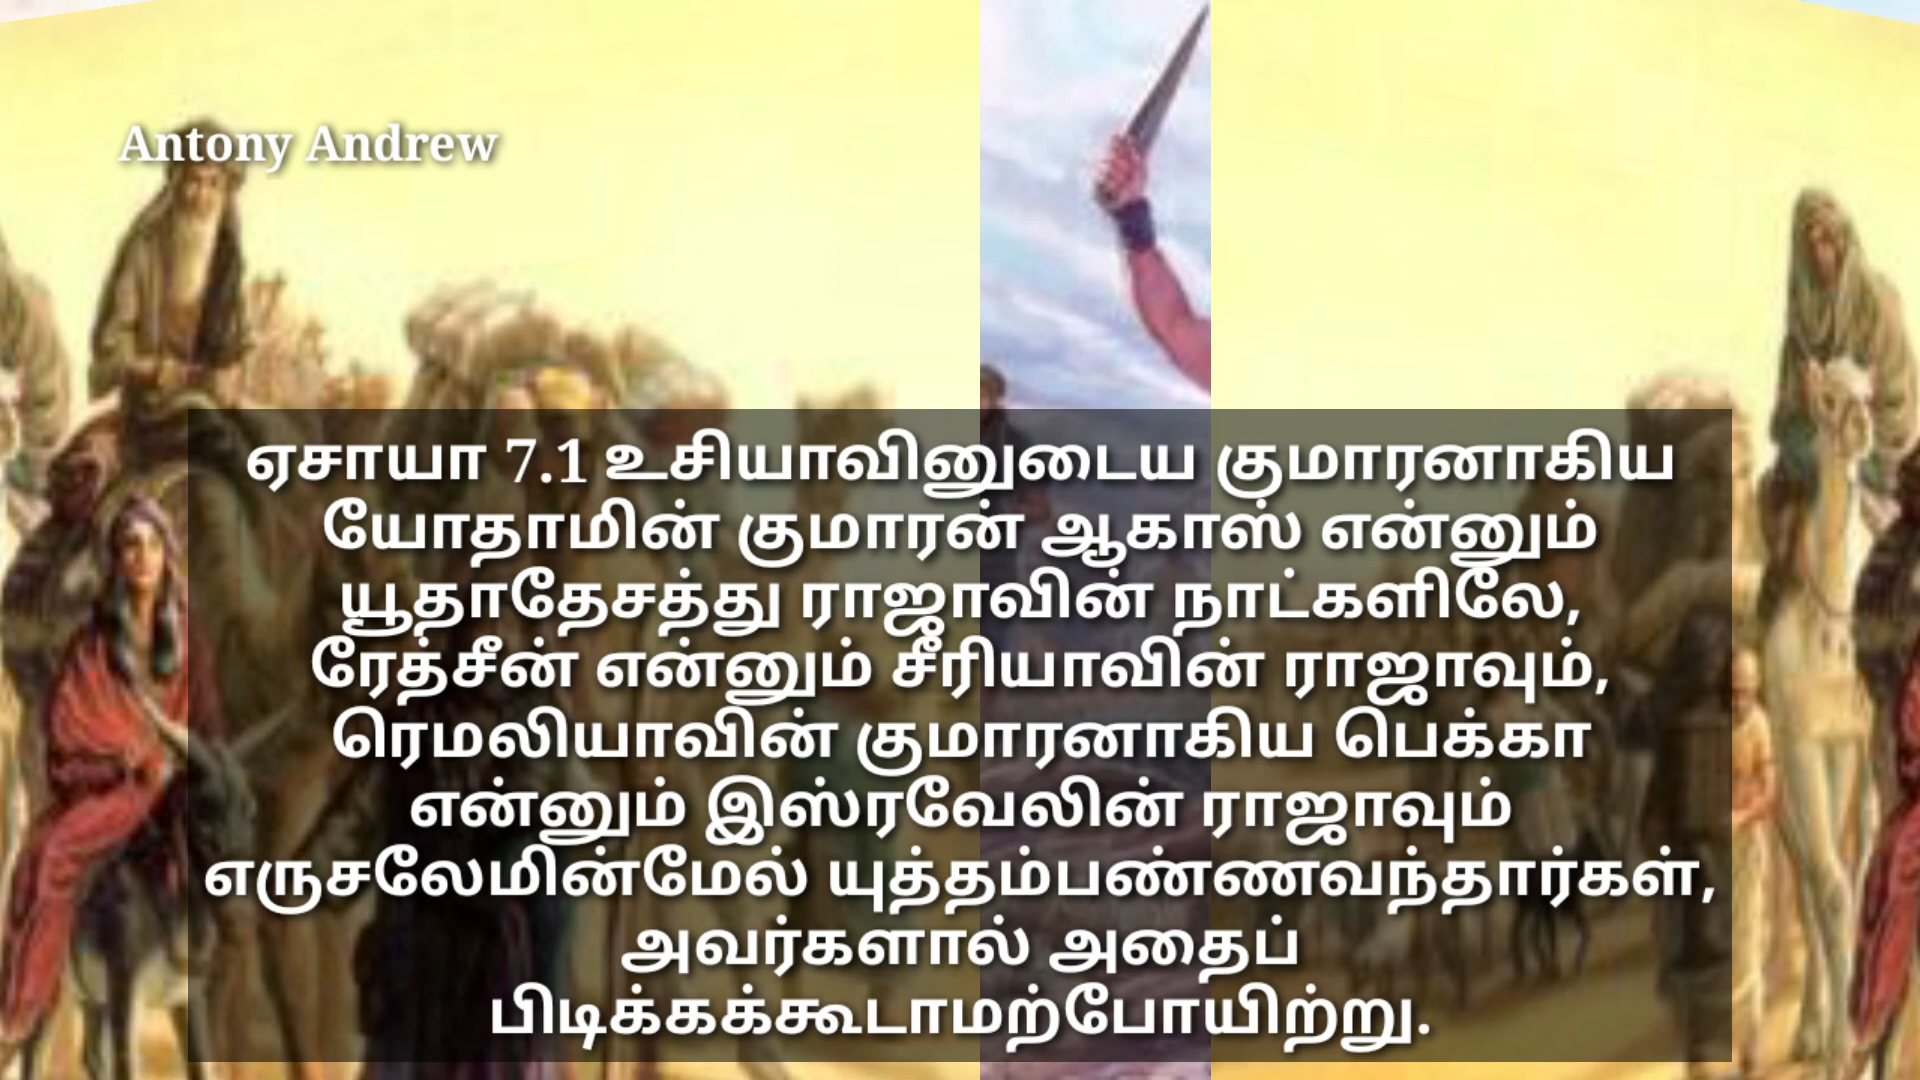 Antony Andrew
ஏசாயா 7.1 உசியாவினுடைய குமாரனாகிய
யோதாமின் குமாரன் ஆகாஸ் என்னும்
யூதாதேசத்து ராஜாவின் நாட்களிலே,
ரேத்சீன் என்னும் சீரியாவின் ராஜாவும்,
ரெமலியாவின் குமாரனாகிய பெக்கா
என்னும் இஸ்ரவேலின் ராஜாவும்
எருசலேமின்மேல் யுத்தம்பண்ணவந்தார்கள்,
அவர்களால் அதைப்
பிடிக்கக்கூடாமற்போயிற்று.